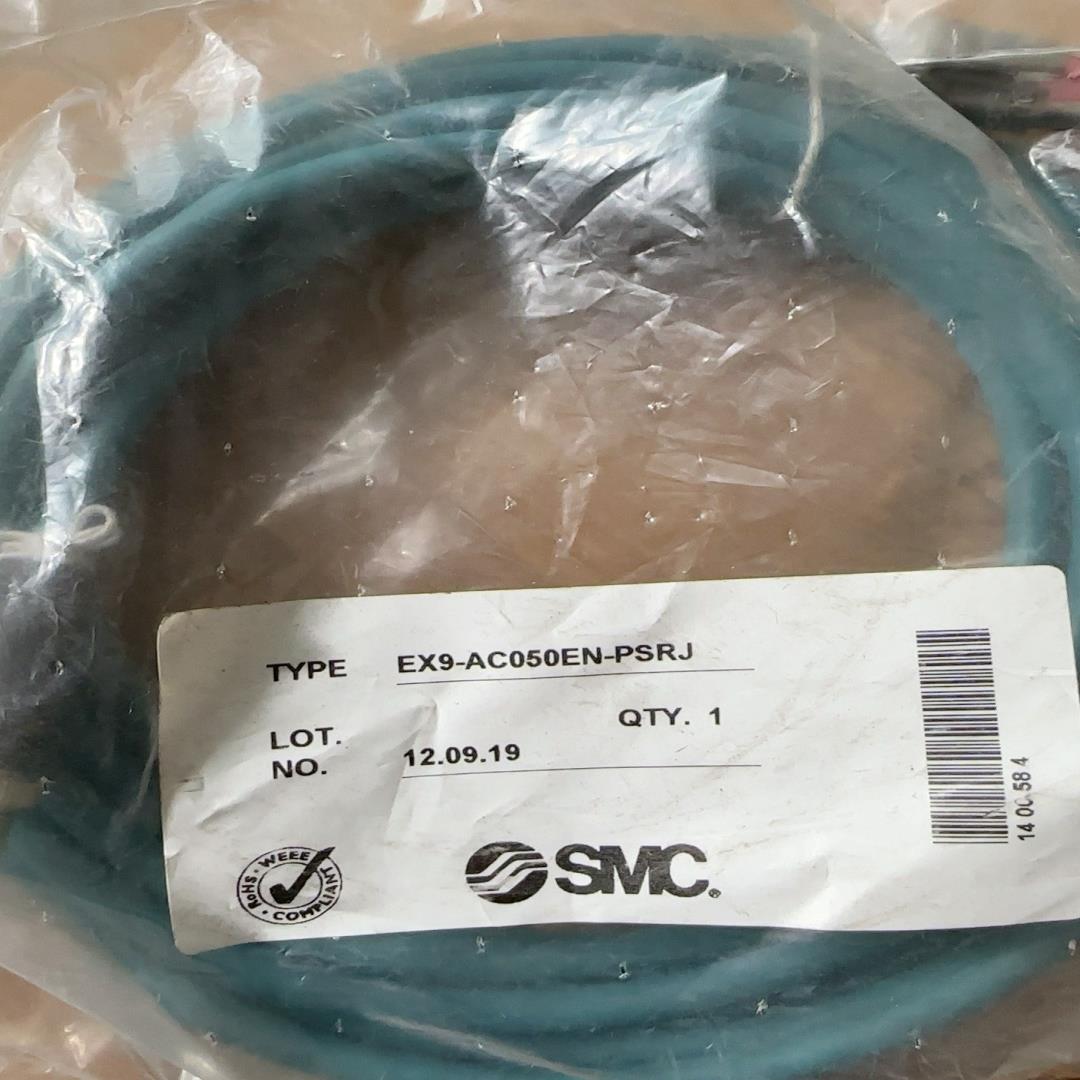 TYPE EX9-AC050EN-PSRJ
QTY. 1
LOT.
NO. 12.09.19
WEEE
RoHS
COMPLIANT
SMC®